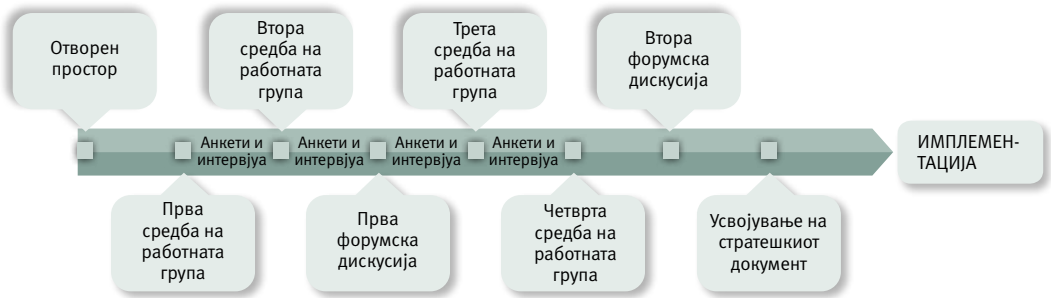 Отворен
простор
Втора
средба на
работната
група
Трета
средба на
работната
група
Втора
форумска
дискусија
Анкети и
интервјуа
Анкети и
интервјуа
Анкети и
интервјуа
Анкети и
интервјуа
ИМПЛЕМЕН-
ТАЦИЈА
Прва
средба на
работната
група
Прва
форумска
дискусија
Четврта
средба на
работната
група
Усвојување на
стратешкиот
документ